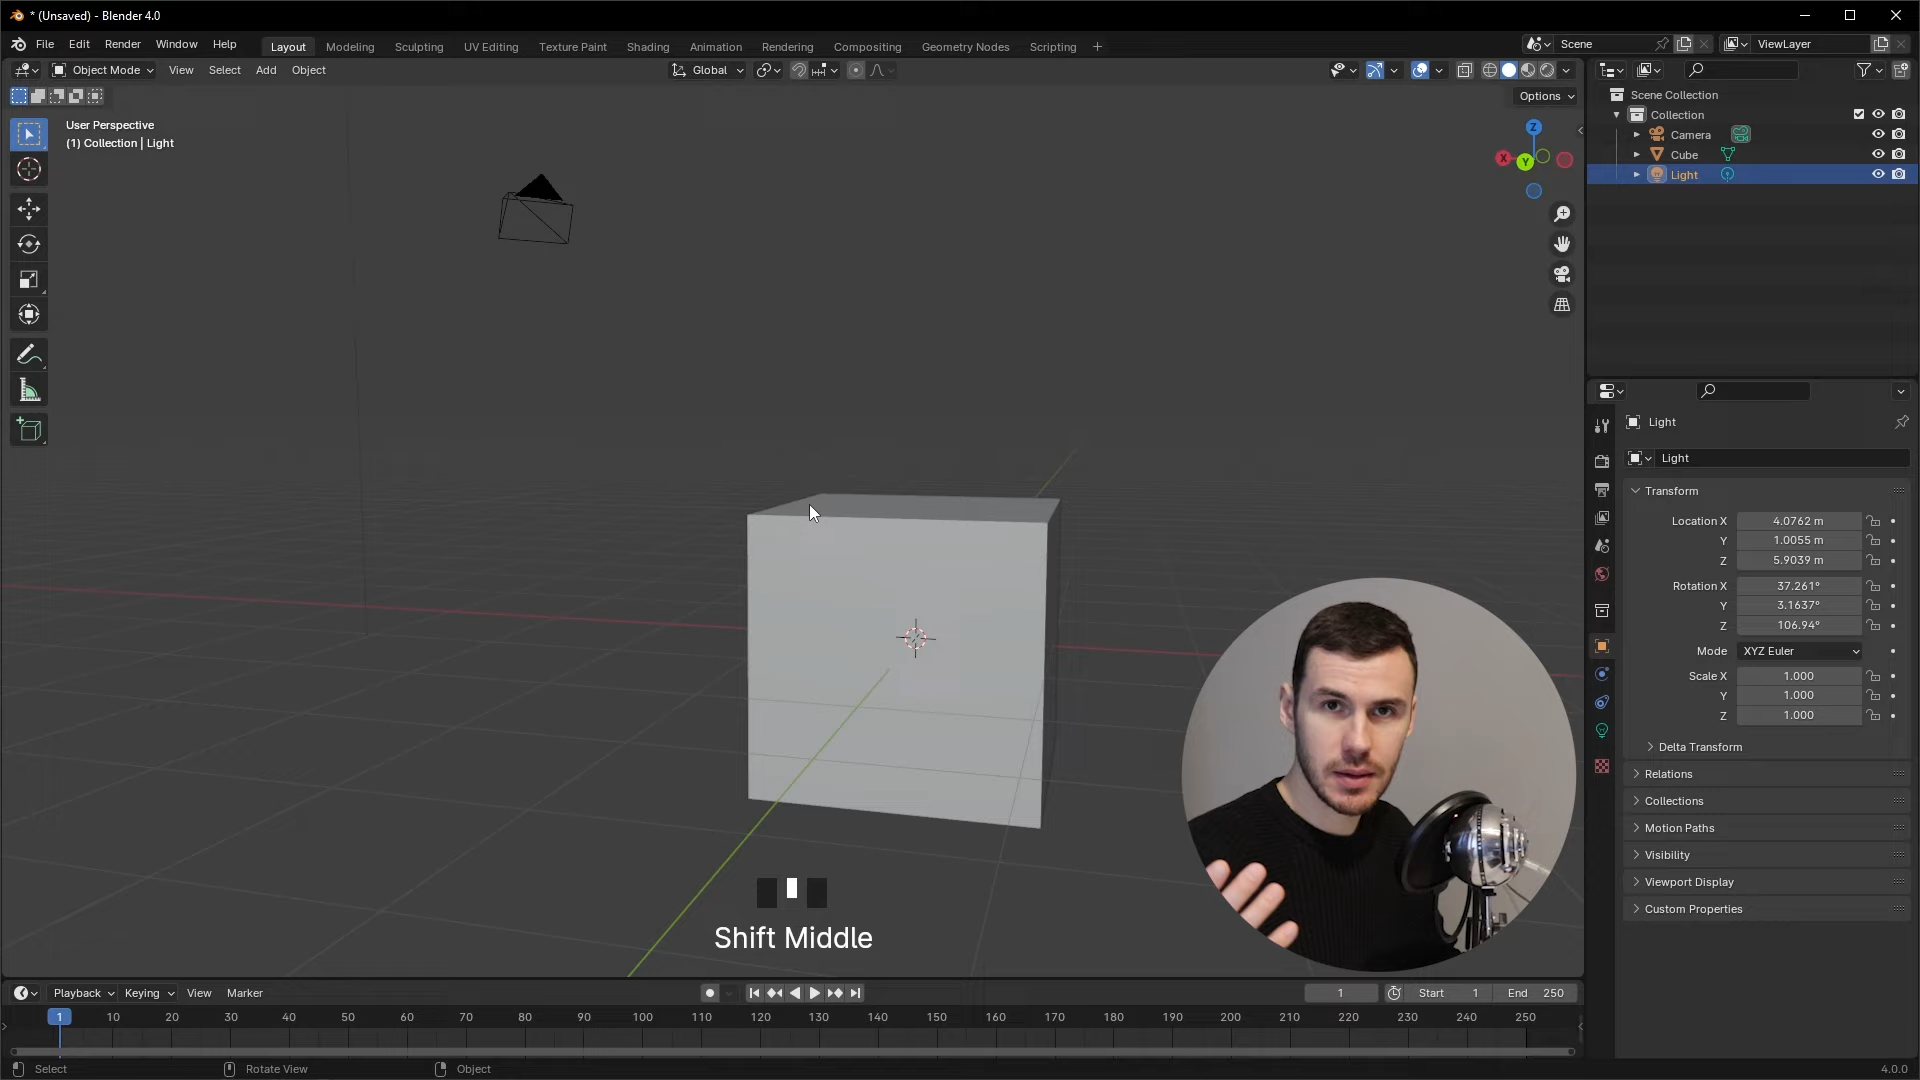 * (Unsaved) - Blender 4.0
File Edit Render Window Help
Layout Modeling Sculpting UV Editing Texture Paint Shading Animation Rendering Compositing Geometry Nodes Scripting +
Scene
ViewLayer
Object Mode View Select Add Object
Global
Options
User Perspective
(1) Collection | Light
Z
X
Y
Scene Collection
Collection
Camera
Cube
Light
Light
Light
Transform
Location X 4.0762 m
Y 1.0055 m
Z 5.9039 m
Rotation X 37.261°
Y 3.1637°
Z 106.94°
Mode XYZ Euler
Scale X 1.000
Y 1.000
Z 1.000
Delta Transform
Relations
Collections
Motion Paths
Visibility
Viewport Display
Custom Properties
Shift Middle
Playback Keying View Marker
1
Start 1
End 250
1 10 20 30 40 50 60 70 80 90 100 110 120 130 140 150 160 170 180 190 200 210 220 230 240 250
Select
Rotate View
Object
4.0.0